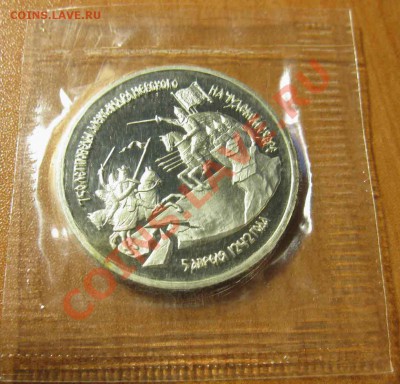 COINS.LAVE.RU
750-ЛЕТИЕ ПОБЕДЫ АЛЕКСАНДРА НЕВСКОГО НА ЧУДСКОМ ОЗЕРЕ
5 АПРЕЛЯ 1242 ГОДА
COINS.LAVE.RU